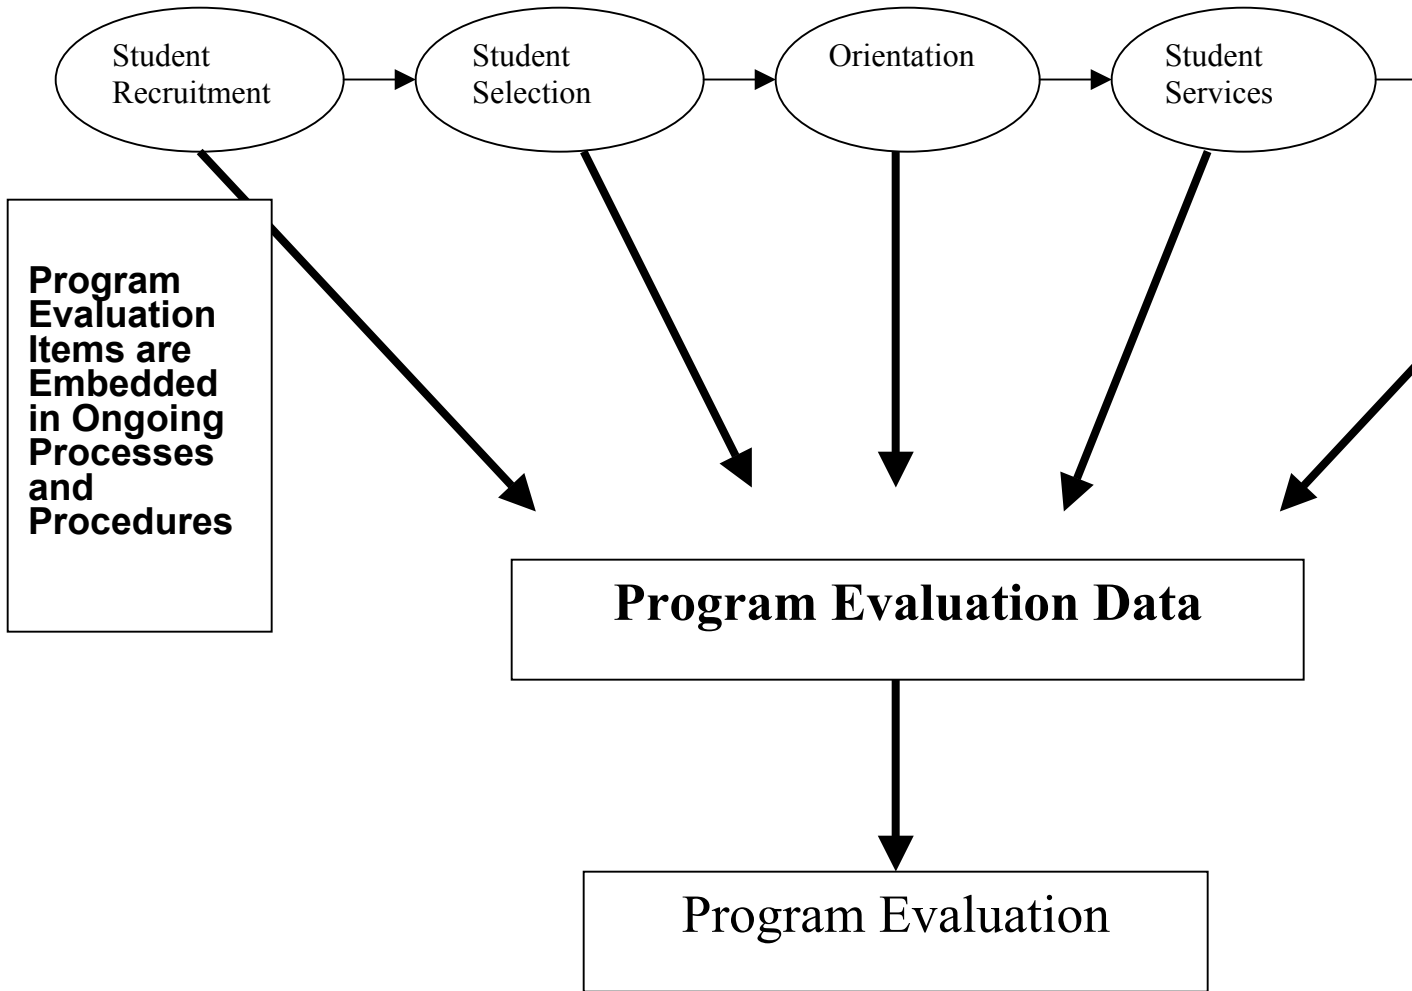 Student
Recruitment
Student
Selection
Orientation
Student
Services
Program
Evaluation
Items are
Embedded
in Ongoing
Processes
and
Procedures
Program Evaluation Data
Program Evaluation